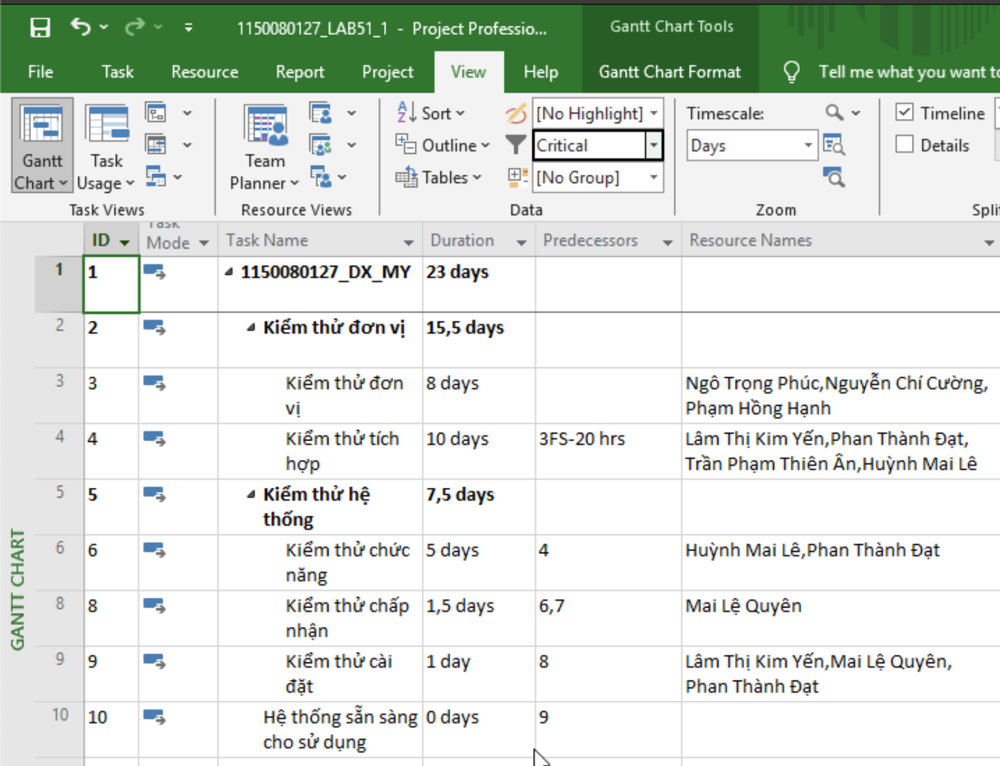 1150080127_LAB51_1 - Project Professio...
Gantt Chart Tools
File Task Resource Report Project View Help Gantt Chart Format Tell me what you want to
Gantt Chart
Task Usage
Task Views
Team Planner
Resource Views
Sort
Outline
Tables
[No Highlight]
Critical
[No Group]
Data
Timescale:
Days
Zoom
Timeline
Details
Split
GANTT CHART
ID Task Mode Task Name Duration Predecessors Resource Names
1 1 1150080127_DX_MY 23 days
2 2 Kiểm thử đơn vị 15,5 days
3 3 Kiểm thử đơn vị 8 days Ngô Trọng Phúc,Nguyễn Chí Cường, Phạm Hồng Hạnh
4 4 Kiểm thử tích hợp 10 days 3FS-20 hrs Lâm Thị Kim Yến,Phan Thành Đạt, Trần Phạm Thiên Ân,Huỳnh Mai Lê
5 5 Kiểm thử hệ thống 7,5 days
6 6 Kiểm thử chức năng 5 days 4 Huỳnh Mai Lê,Phan Thành Đạt
8 8 Kiểm thử chấp nhận 1,5 days 6,7 Mai Lệ Quyên
9 9 Kiểm thử cài đặt 1 day 8 Lâm Thị Kim Yến,Mai Lệ Quyên, Phan Thành Đạt
10 10 Hệ thống sẵn sàng cho sử dụng 0 days 9